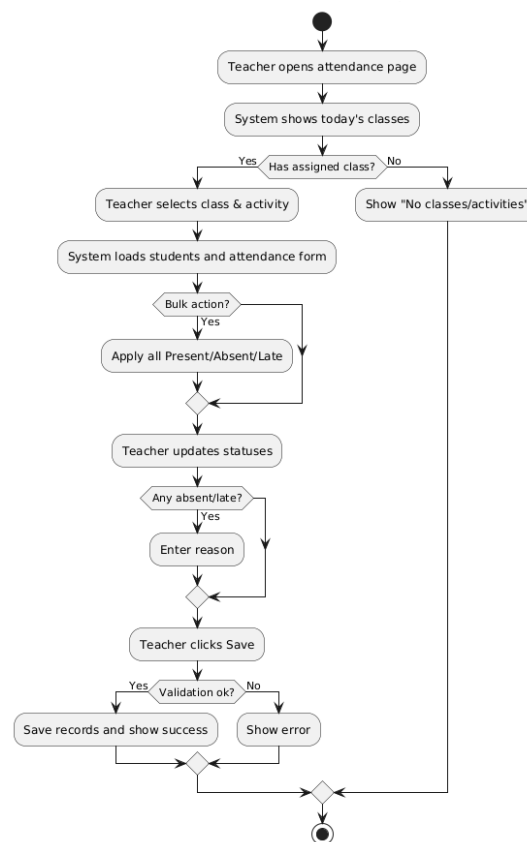 Teacher opens attendance page
System shows today's classes
Yes
Has assigned class?
No
Teacher selects class & activity
Show "No classes/activities"
System loads students and attendance form
Bulk action?
Yes
Apply all Present/Absent/Late
Teacher updates statuses
Any absent/late?
Yes
Enter reason
Teacher clicks Save
Yes
Validation ok?
No
Save records and show success
Show error